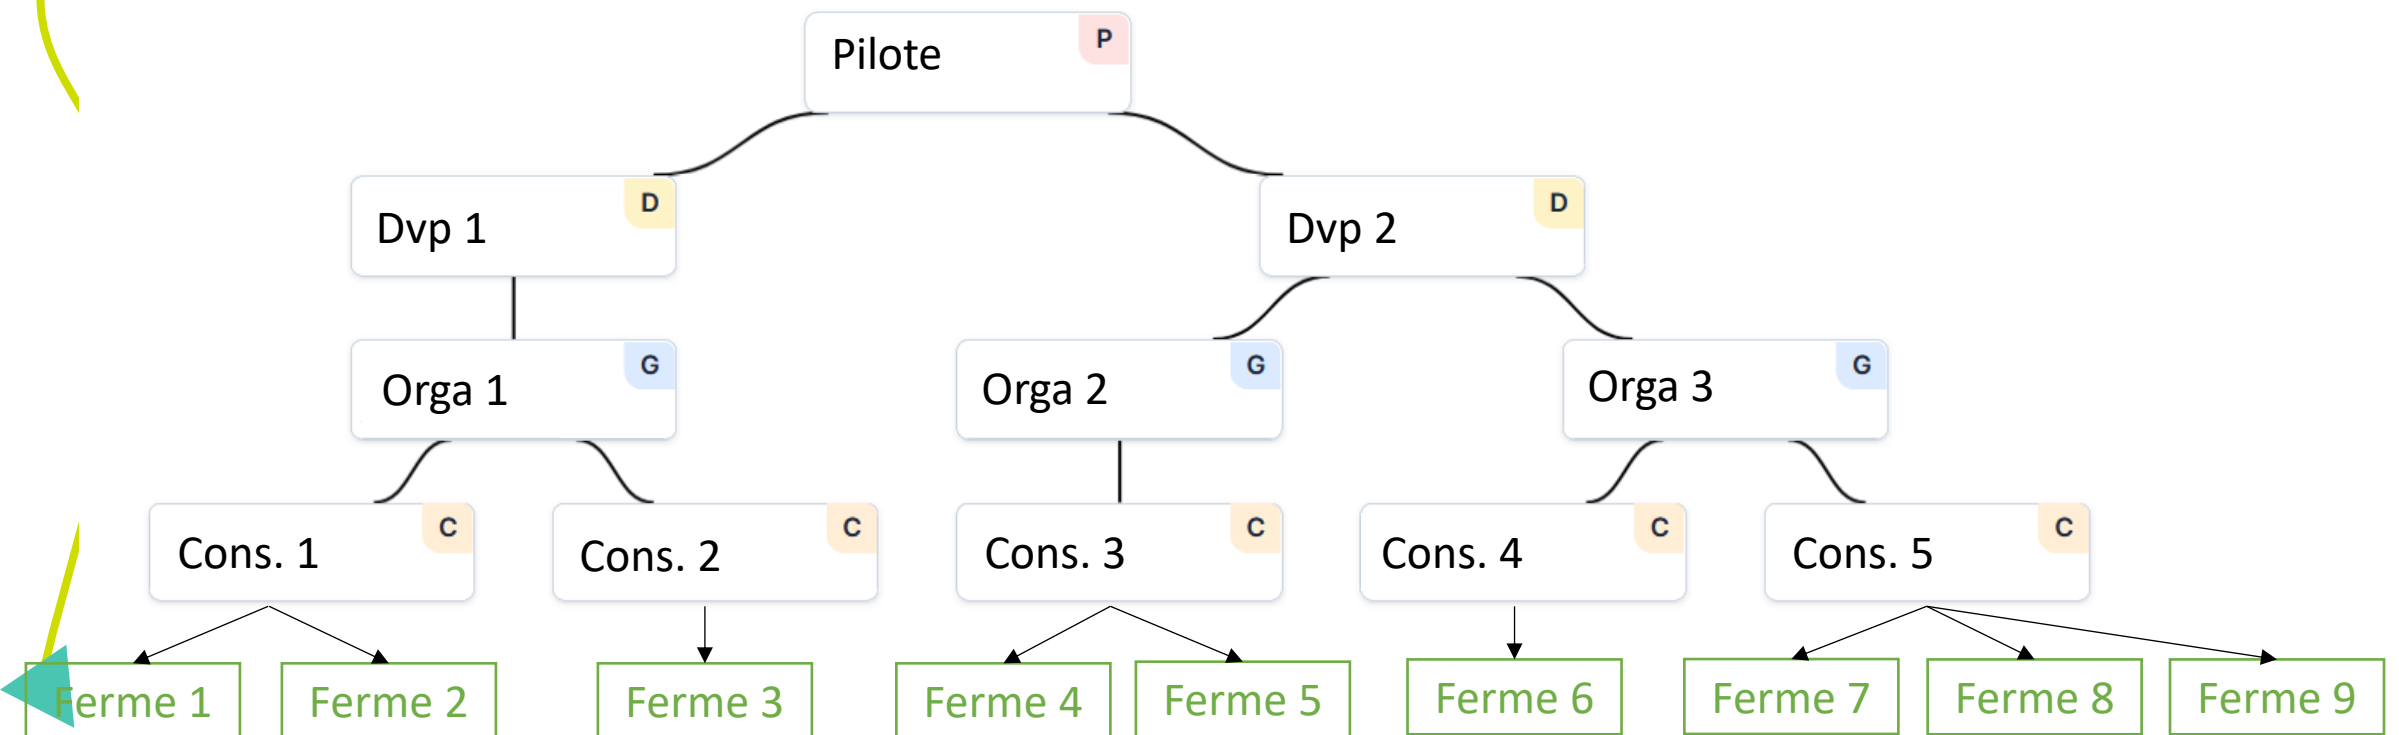 Pilote
P
Dvp 1
D
Dvp 2
D
Orga 1
G
Orga 2
G
Orga 3
G
Cons. 1
C
Cons. 2
C
Cons. 3
C
Cons. 4
C
Cons. 5
C
Ferme 1
Ferme 2
Ferme 3
Ferme 4
Ferme 5
Ferme 6
Ferme 7
Ferme 8
Ferme 9